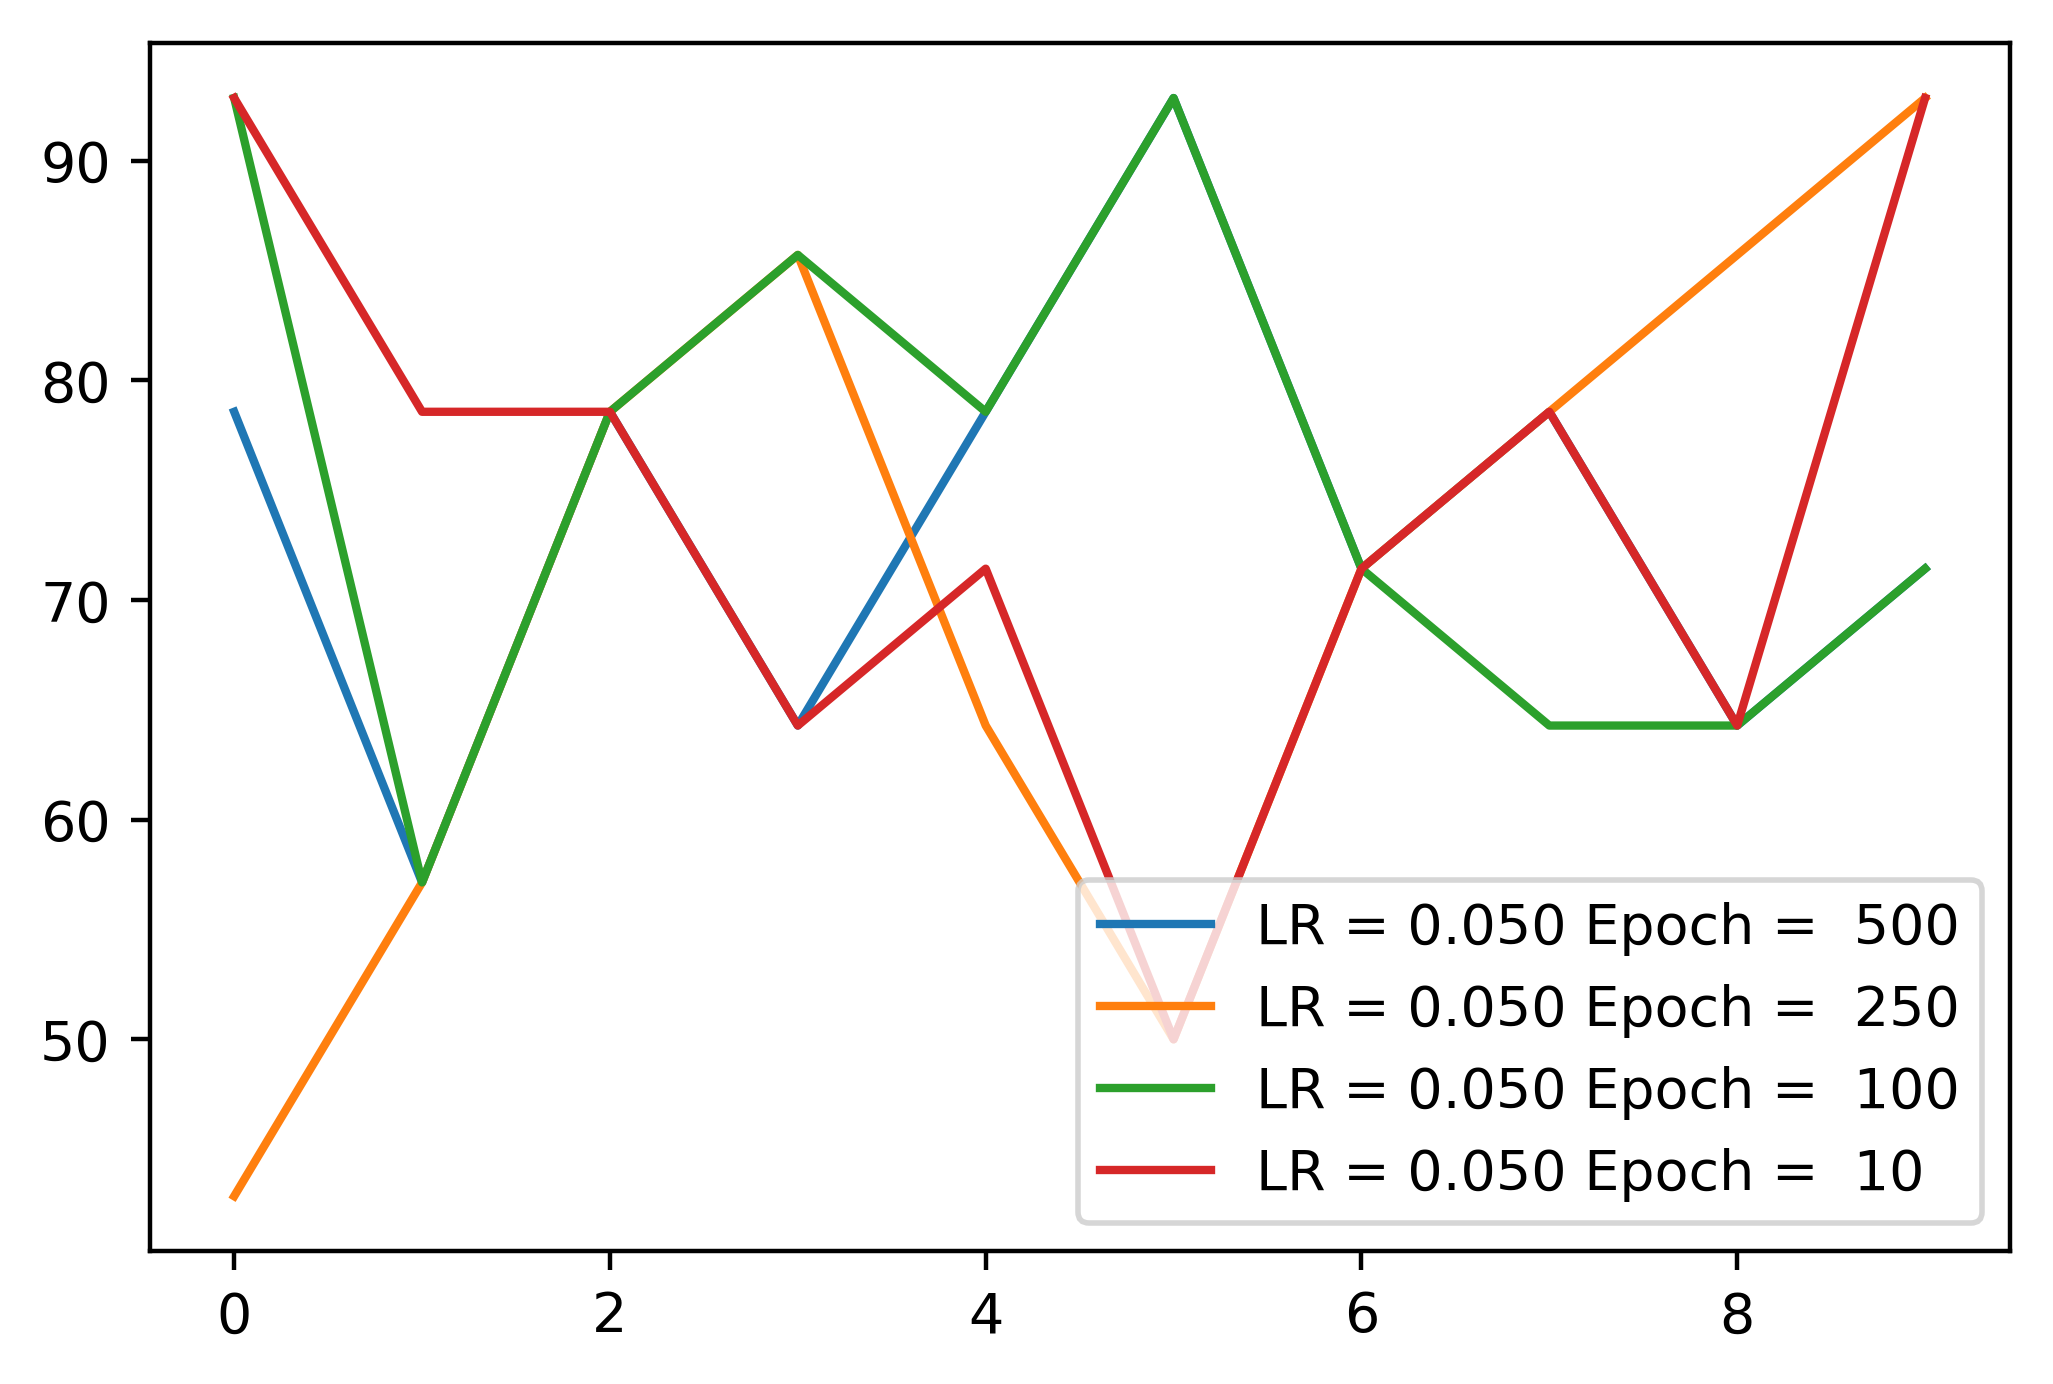 90
80
70
60
50
0 2 4 6 8
LR = 0.050 Epoch =  500
LR = 0.050 Epoch =  250
LR = 0.050 Epoch =  100
LR = 0.050 Epoch =  10